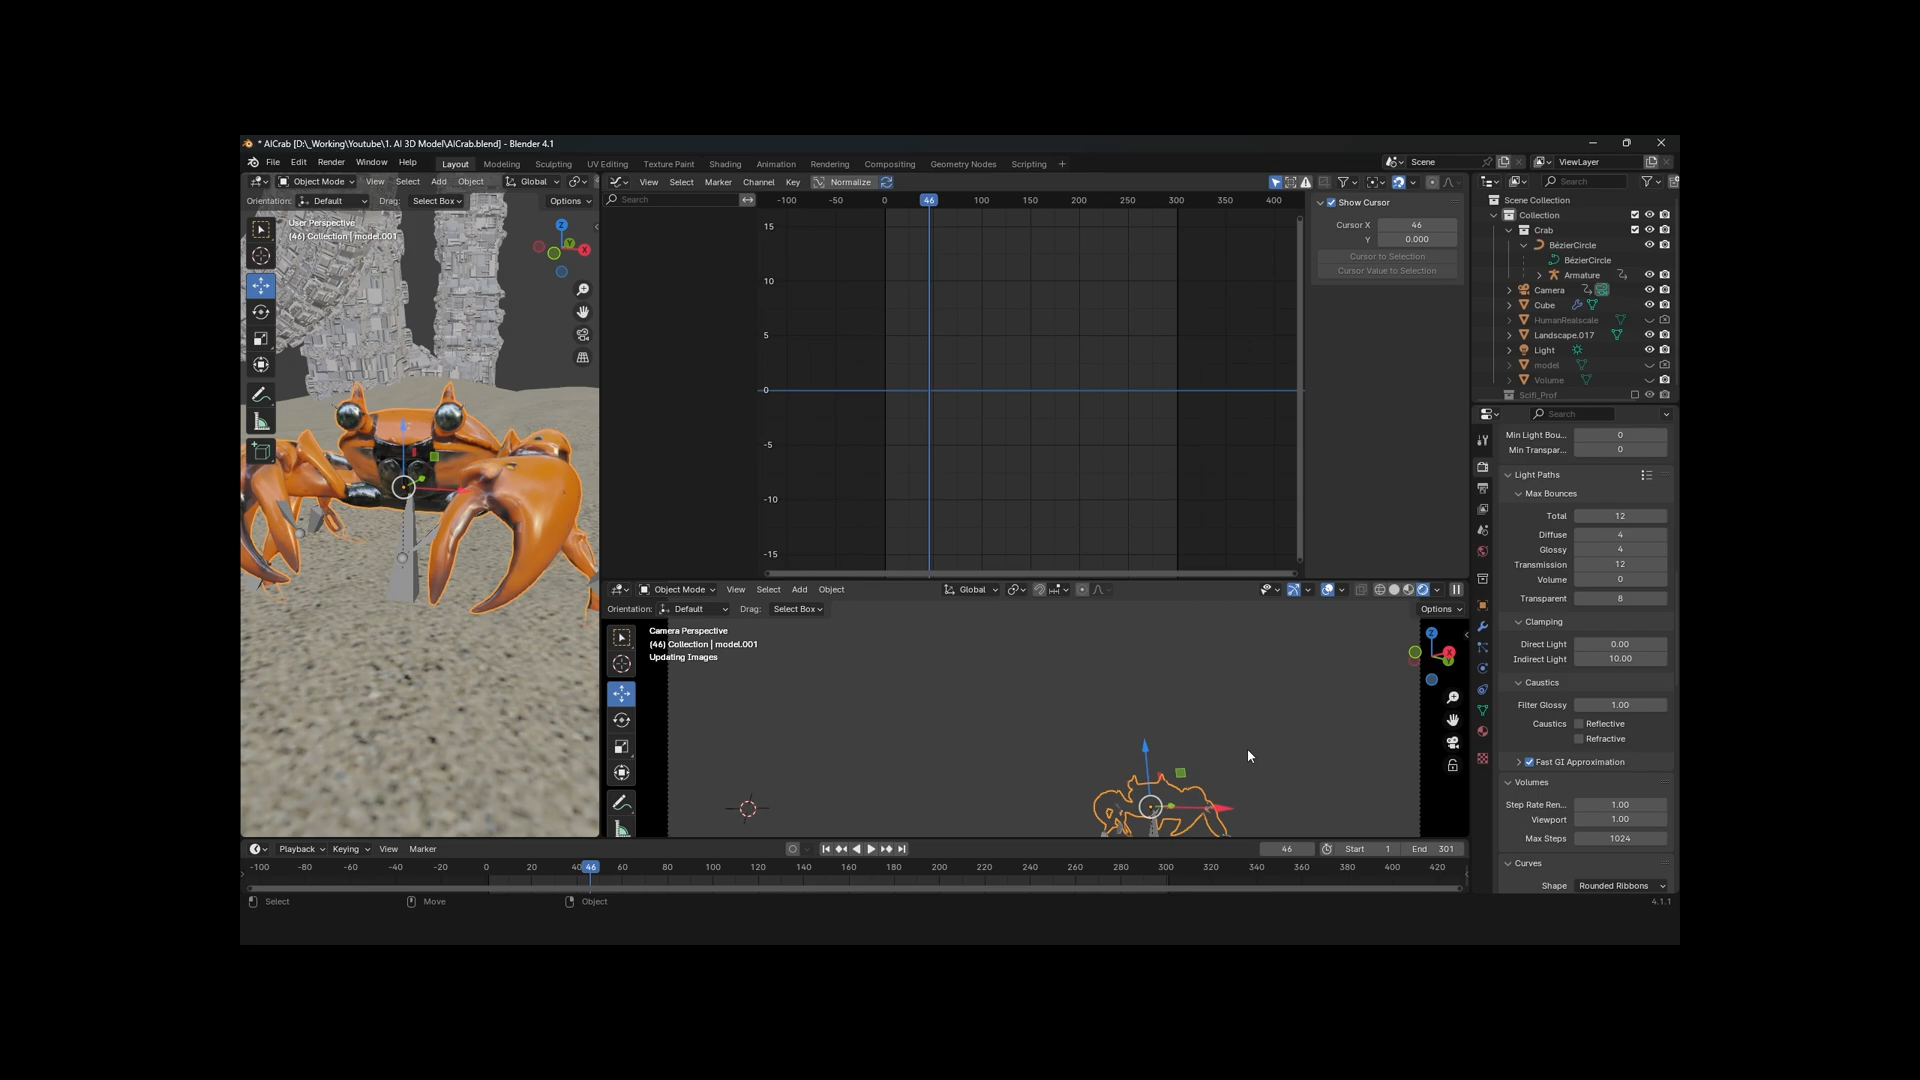 * AICrab [D:\_Working\Youtube\1. AI 3D Model\AICrab.blend] - Blender 4.1
File Edit Render Window Help Layout Modeling Sculpting UV Editing Texture Paint Shading Animation Rendering Compositing Geometry Nodes Scripting + Scene ViewLayer
Object Mode View Select Add Object Global
Orientation: Default Drag: Select Box Options
User Perspective
(46) Collection | model.001
Z
Y
X
View Select Marker Channel Key Normalize
Search
-100 -50 0 46 100 150 200 250 300 350 400
15
10
5
0
-5
-10
-15
Show Cursor
Cursor X 46
Y 0.000
Cursor to Selection
Cursor Value to Selection
Search
Scene Collection
Collection
Crab
BézierCircle
BézierCircle
Armature
Camera
Cube
HumanRealscale
Landscape.017
Light
model
Volume
Scifi_Prof
Search
Min Light Bou... 0
Min Transpar... 0
Light Paths
Max Bounces
Total 12
Diffuse 4
Glossy 4
Transmission 12
Volume 0
Transparent 8
Clamping
Direct Light 0.00
Indirect Light 10.00
Caustics
Filter Glossy 1.00
Caustics Reflective
Refractive
Fast GI Approximation
Volumes
Step Rate Ren... 1.00
Viewport 1.00
Max Steps 1024
Curves
Shape Rounded Ribbons
Object Mode View Select Add Object Global
Orientation: Default Drag: Select Box Options
Camera Perspective
(46) Collection | model.001
Updating Images
Z
X
Y
Playback Keying View Marker 46 Start 1 End 301
-100 -80 -60 -40 -20 0 20 40 46 60 80 100 120 140 160 180 200 220 240 260 280 300 320 340 360 380 400 420
Select Move Object 4.1.1